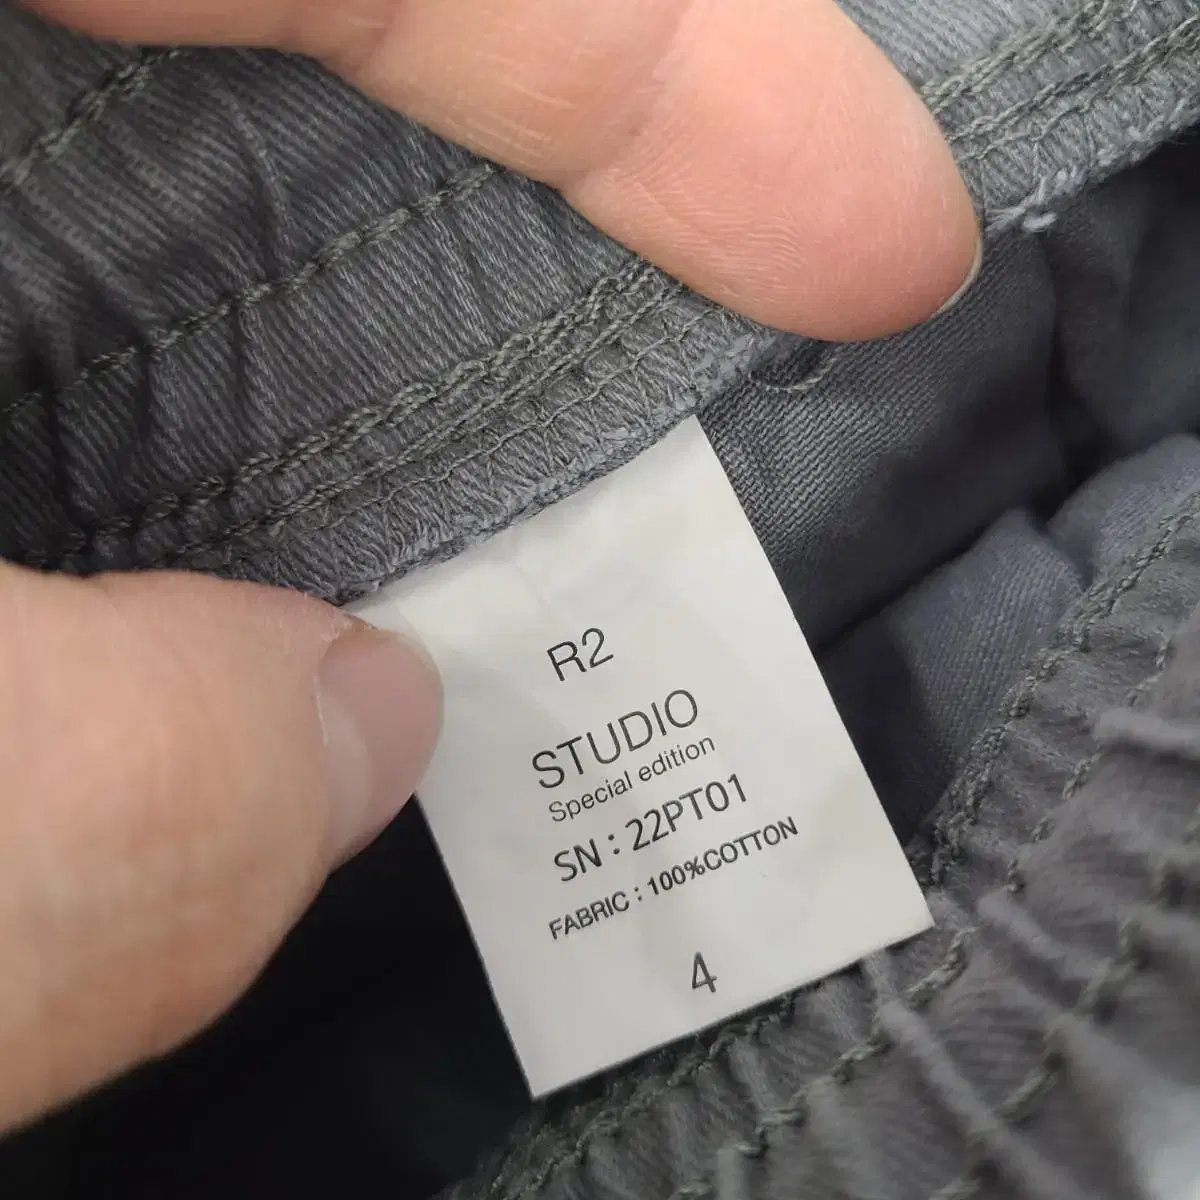 R2
STUDIO
Special edition
SN : 22PT01
FABRIC : 100%COTTON
4